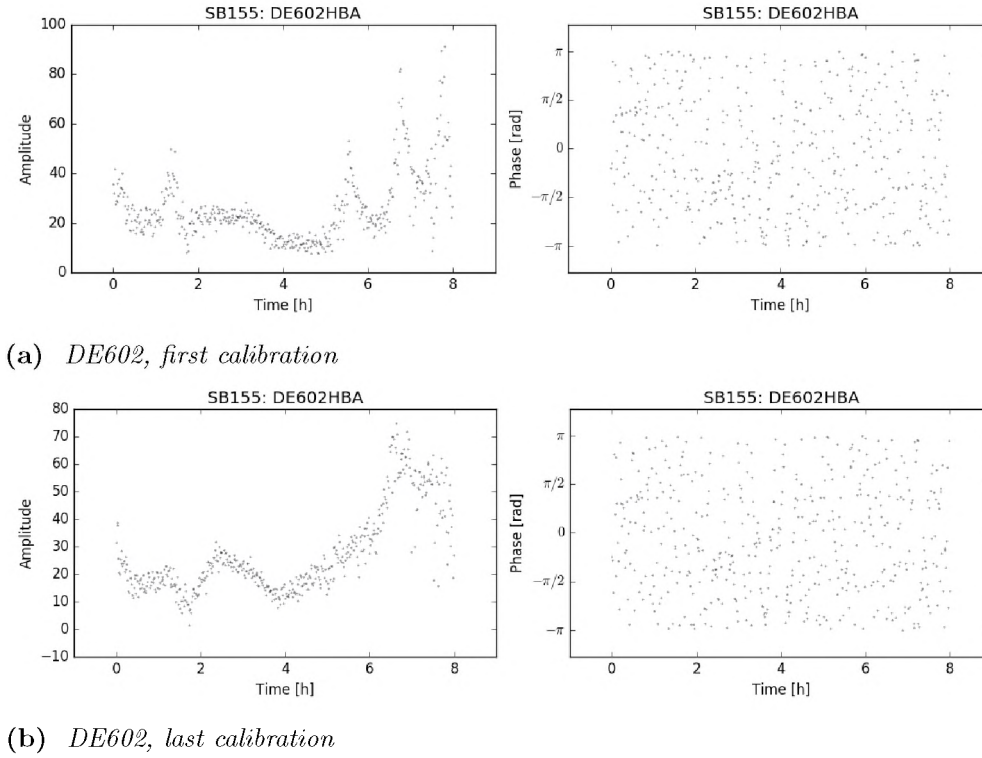 SB155: DE602HBA
100
80
60
40
20
0
Amplitude
0 2 4 6 8
Time [h]
SB155: DE602HBA
π
π/2
0
−π/2
−π
Phase [rad]
0 2 4 6 8
Time [h]
(a) DE602, first calibration
SB155: DE602HBA
80
70
60
50
40
30
20
10
0
−10
Amplitude
0 2 4 6 8
Time [h]
SB155: DE602HBA
π
π/2
0
−π/2
−π
Phase [rad]
0 2 4 6 8
Time [h]
(b) DE602, last calibration